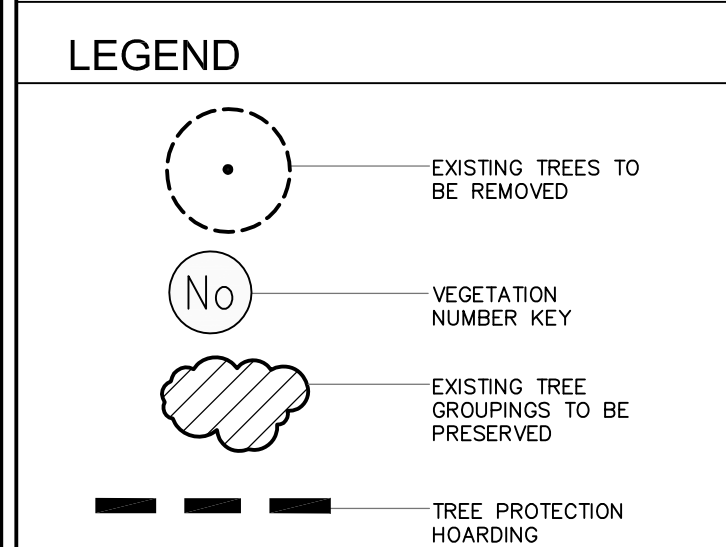 LEGEND
EXISTING TREES TO
BE REMOVED
No
VEGETATION
NUMBER KEY
EXISTING TREE
GROUPINGS TO BE
PRESERVED
TREE PROTECTION
HOARDING